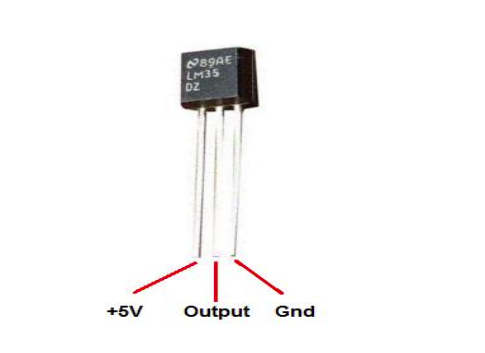 89AE
LM35
DZ
+5V Output Gnd